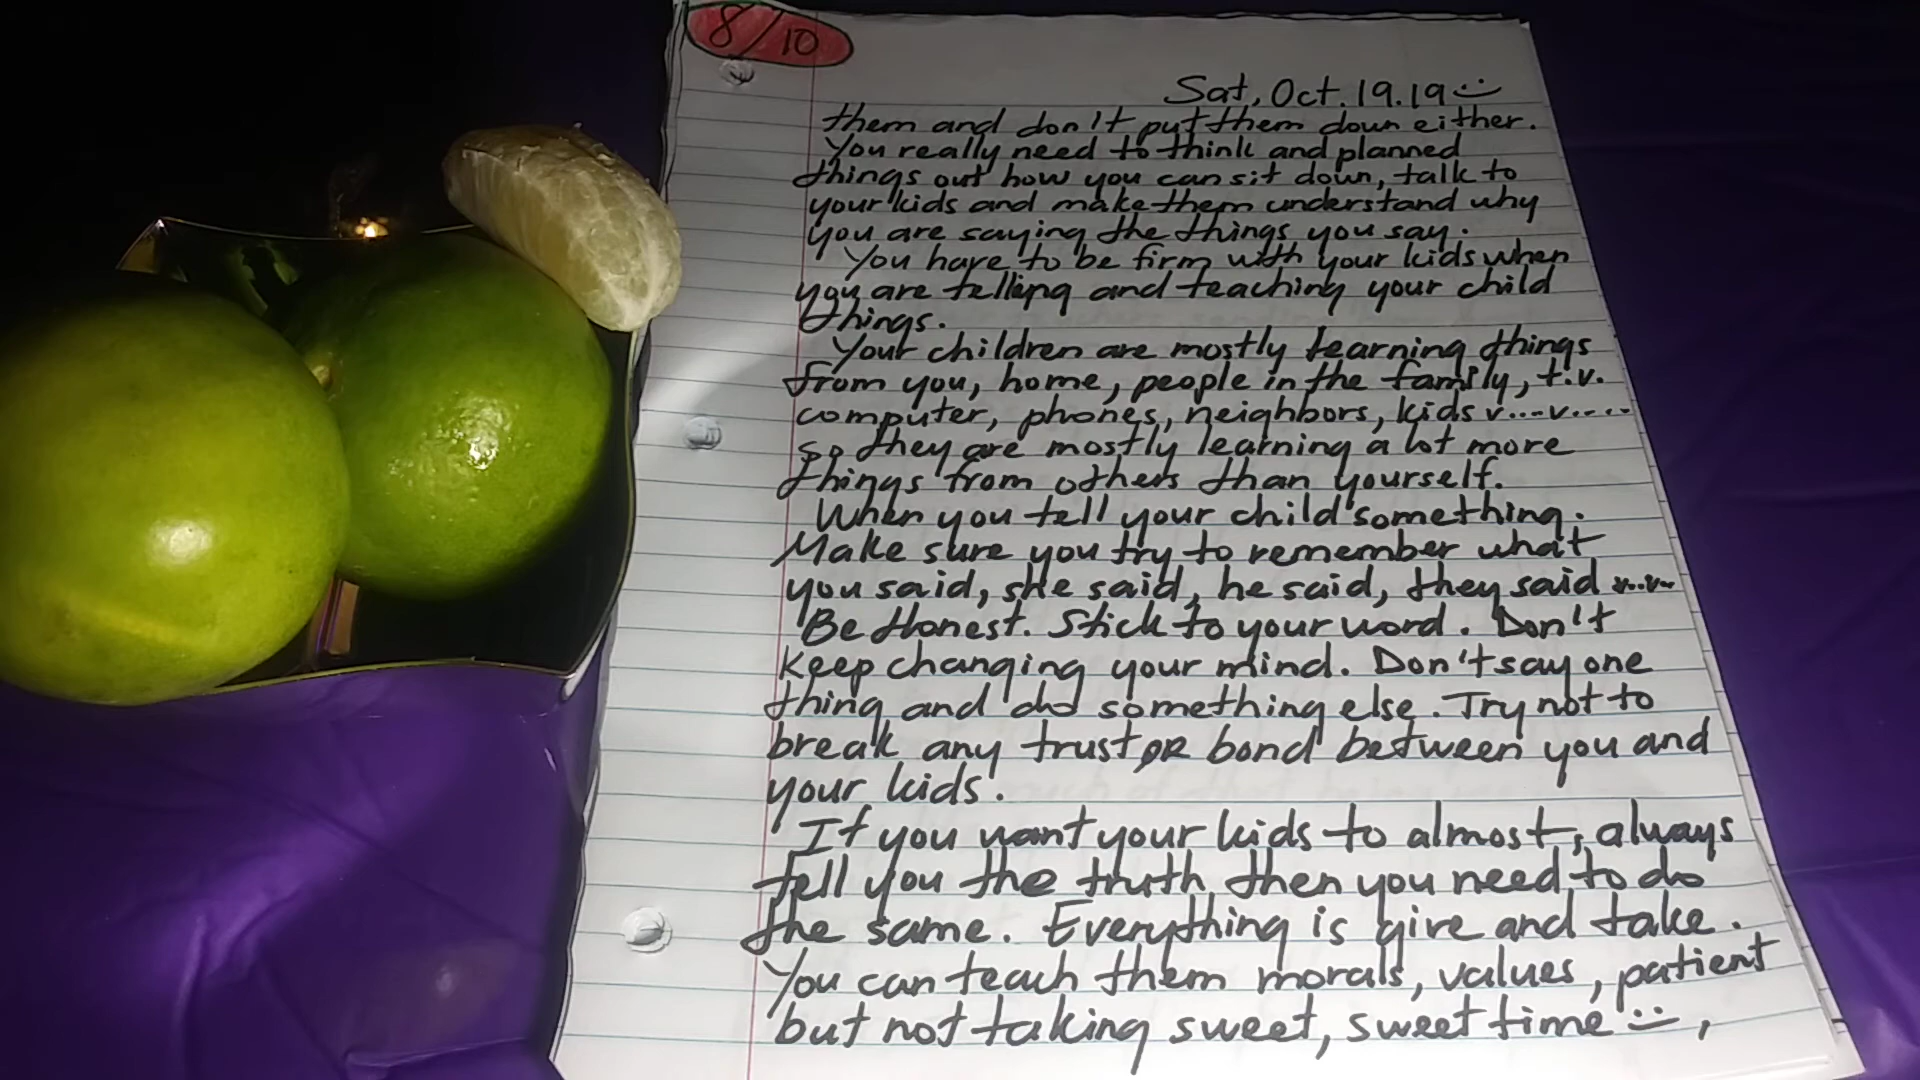 8/10
Sat, Oct. 19.19
them and don't put them down either.
You really need to think and planned
things out how you can sit down, talk to
your kids and make them understand why
you are saying the things you say.
You have to be firm with your kids when
you are telling and teaching your child
things.
Your children are mostly learning things
from you, home, people in the family, t.v.
computer, phones, neighbors, kids v....v....
so they are mostly learning a lot more
things from others than yourself.
When you tell your child something.
Make sure you try to remember what
you said, she said, he said, they said v...v..
Be Honest. Stick to your word. Don't
keep changing your mind. Don't say one
thing and do something else. Try not to
break any trust OR bond between you and
your kids.
If you want your kids to almost, always
tell you the truth, then you need to do
the same. Everything is give and take.
You can teach them morals, values, patient
but not taking sweet, sweet time :) ,